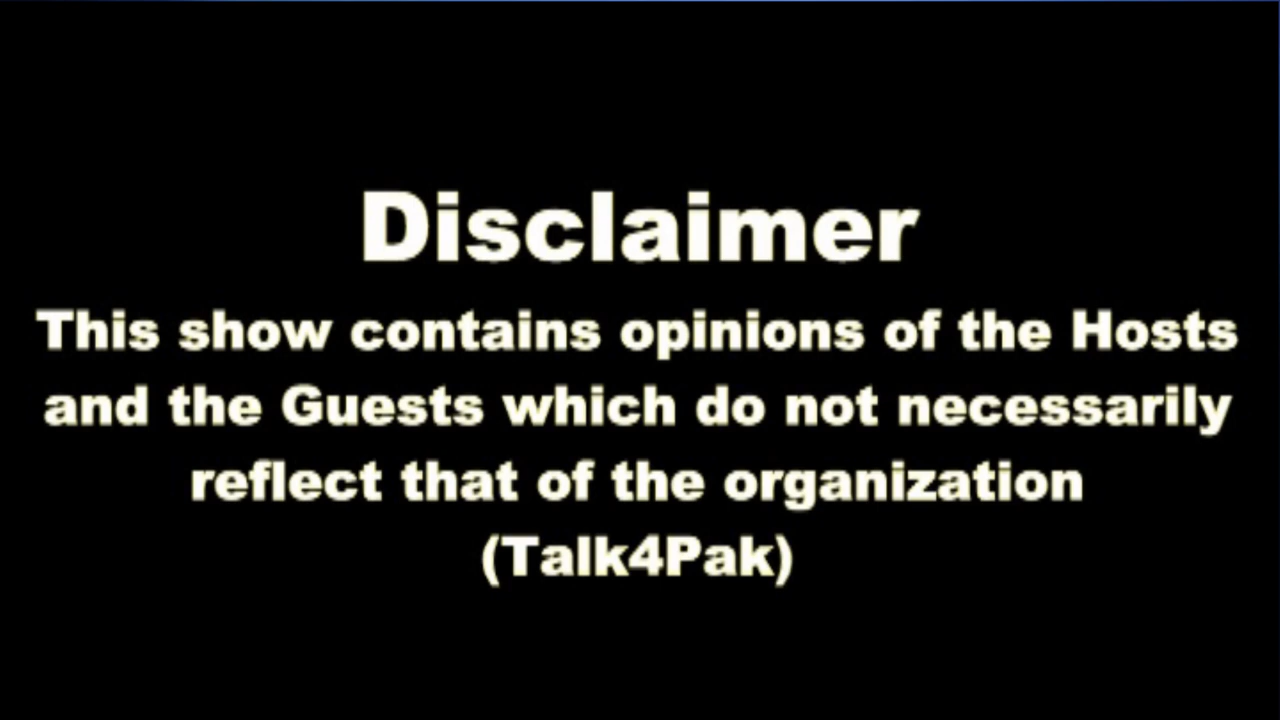 Disclaimer
This show contains opinions of the Hosts
and the Guests which do not necessarily
reflect that of the organization
(Talk4Pak)